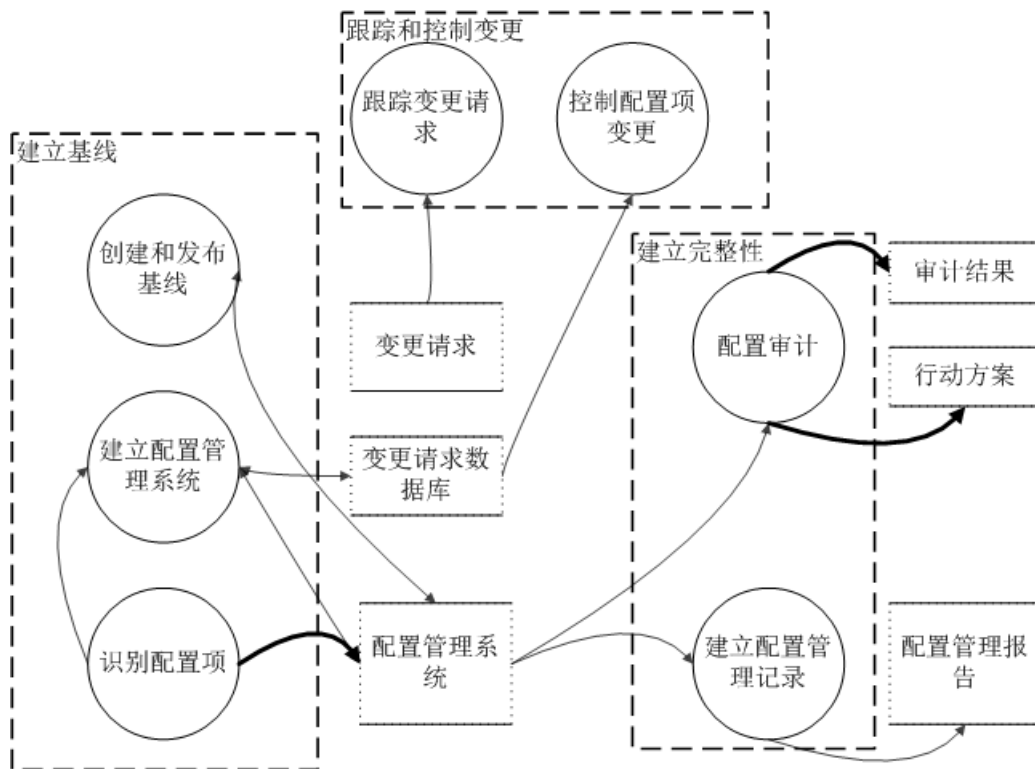 跟踪和控制变更
跟踪变更请
求
控制配置项
变更
建立基线
创建和发布
基线
建立配置管
理系统
识别配置项
变更请求
变更请求数
据库
配置管理系
统
建立完整性
配置审计
建立配置管
理记录
审计结果
行动方案
配置管理报
告